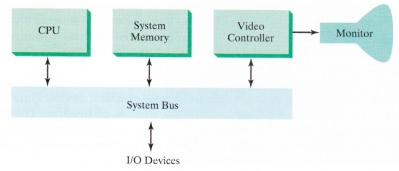 CPU
System
Memory
Video
Controller
Monitor
System Bus
I/O Devices